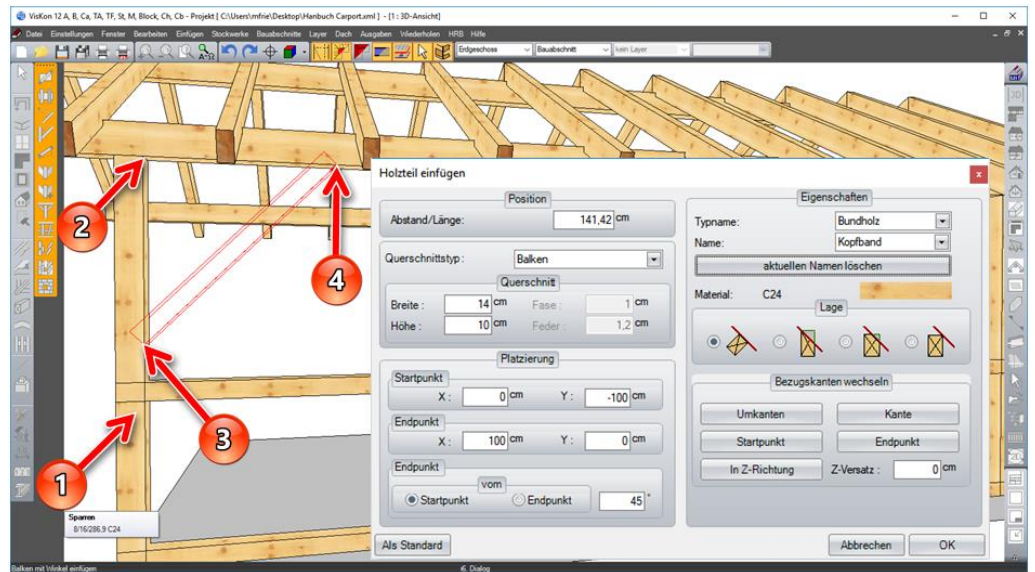 VisKon 12 A, B, Ca, TA, TF, St, M, Block, Ch, Cb - Projekt [ C:\Users\mfrie\Desktop\Hanbuch Carport.xml ] - [1 : 3D-Ansicht]
Datei Einstellungen Fenster Bearbeiten Einfügen Stockwerke Bauabschnitte Layer Dach Ausgaben Wiederholen HRB Hilfe
Erdgeschoss Bauabschnitt kein Layer
Holzteil einfügen
Position
Abstand/Länge: 141,42 cm
Querschnittstyp : Balken
Querschnitt
Breite : 14 cm Fase : 1 cm
Höhe : 10 cm Feder : 1,2 cm
Platzierung
Startpunkt
X : 0 cm Y : -100 cm
Endpunkt
X : 100 cm Y : 0 cm
Endpunkt
vom
Startpunkt Endpunkt 45 °
Als Standard
Eigenschaften
Typname: Bundholz
Name: Kopfband
aktuellen Namen löschen
Material: C24
Lage
Bezugskanten wechseln
Umkanten Kante
Startpunkt Endpunkt
In Z-Richtung Z-Versatz : 0 cm
Abbrechen OK
2
4
3
1
Sparren
8/16/286.9 C24
Balken mit Winkel einfügen
6. Dialog